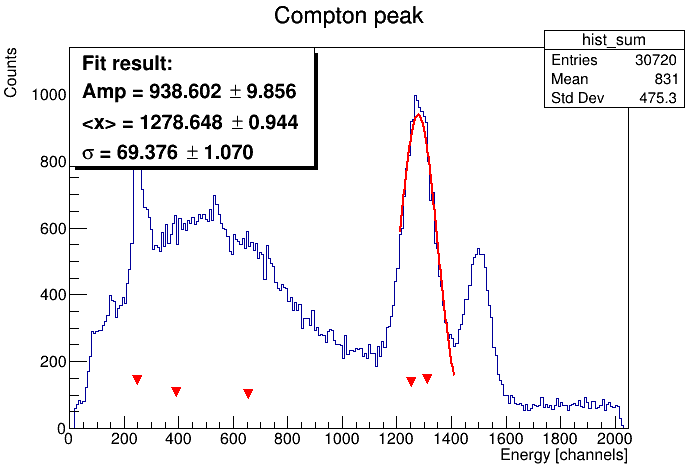 Compton peak
hist_sum
Entries 30720
Mean 831
Std Dev 475.3
Fit result:
Amp = 938.602 ± 9.856
<x> = 1278.648 ± 0.944
σ = 69.376 ± 1.070
Counts
1000
800
600
400
200
0
0 200 400 600 800 1000 1200 1400 1600 1800 2000
Energy [channels]